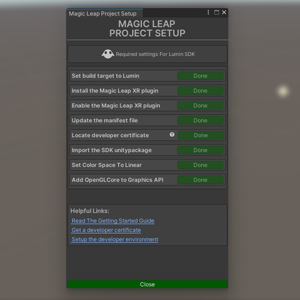 Magic Leap Project Setup
MAGIC LEAP
PROJECT SETUP
Required settings For Lumin SDK
Set build target to Lumin Done
Install the Magic Leap XR plugin Done
Enable the Magic Leap XR plugin Done
Update the manifest file Done
Locate developer certificate Done
Import the SDK unitypackage Done
Set Color Space To Linear Done
Add OpenGLCore to Graphics API Done
Helpful Links:
Read The Getting Started Guide
Get a developer certificate
Setup the developer environment
Close